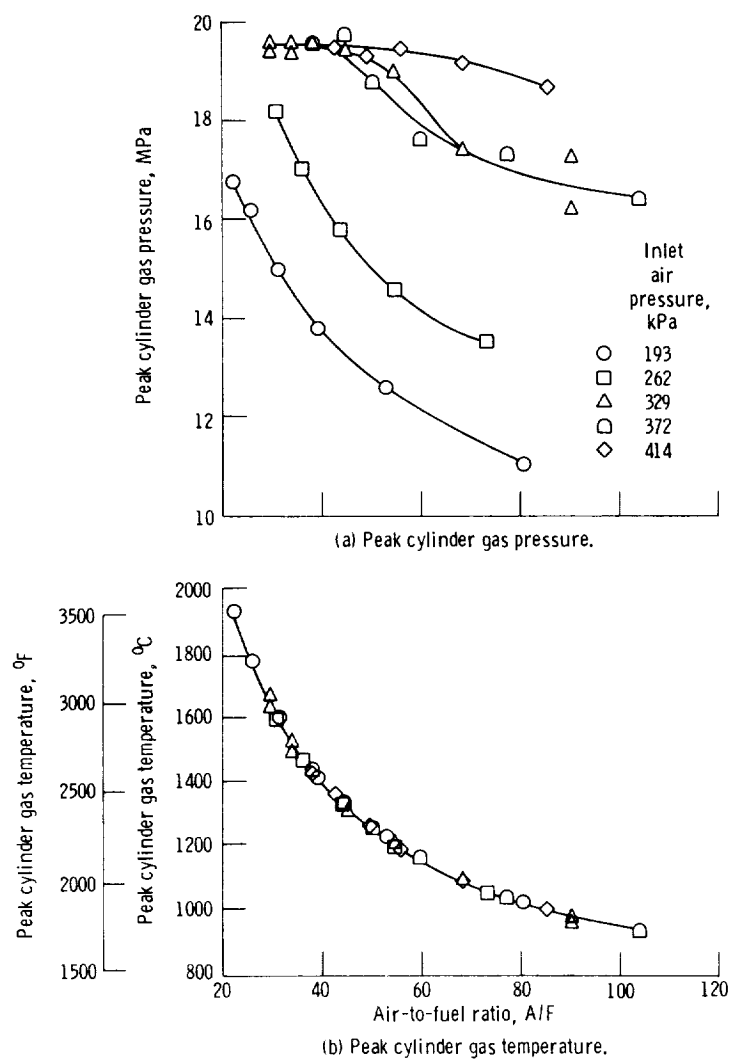 20
18
16
14
12
10
Peak cylinder gas pressure, MPa
Inlet
air
pressure,
kPa
193
262
329
372
414
(a) Peak cylinder gas pressure.
3500
3000
2500
2000
1500
Peak cylinder gas temperature, ⁰F
2000
1800
1600
1400
1200
1000
800
Peak cylinder gas temperature, ⁰C
20 40 60 80 100 120
Air-to-fuel ratio, A/F
(b) Peak cylinder gas temperature.